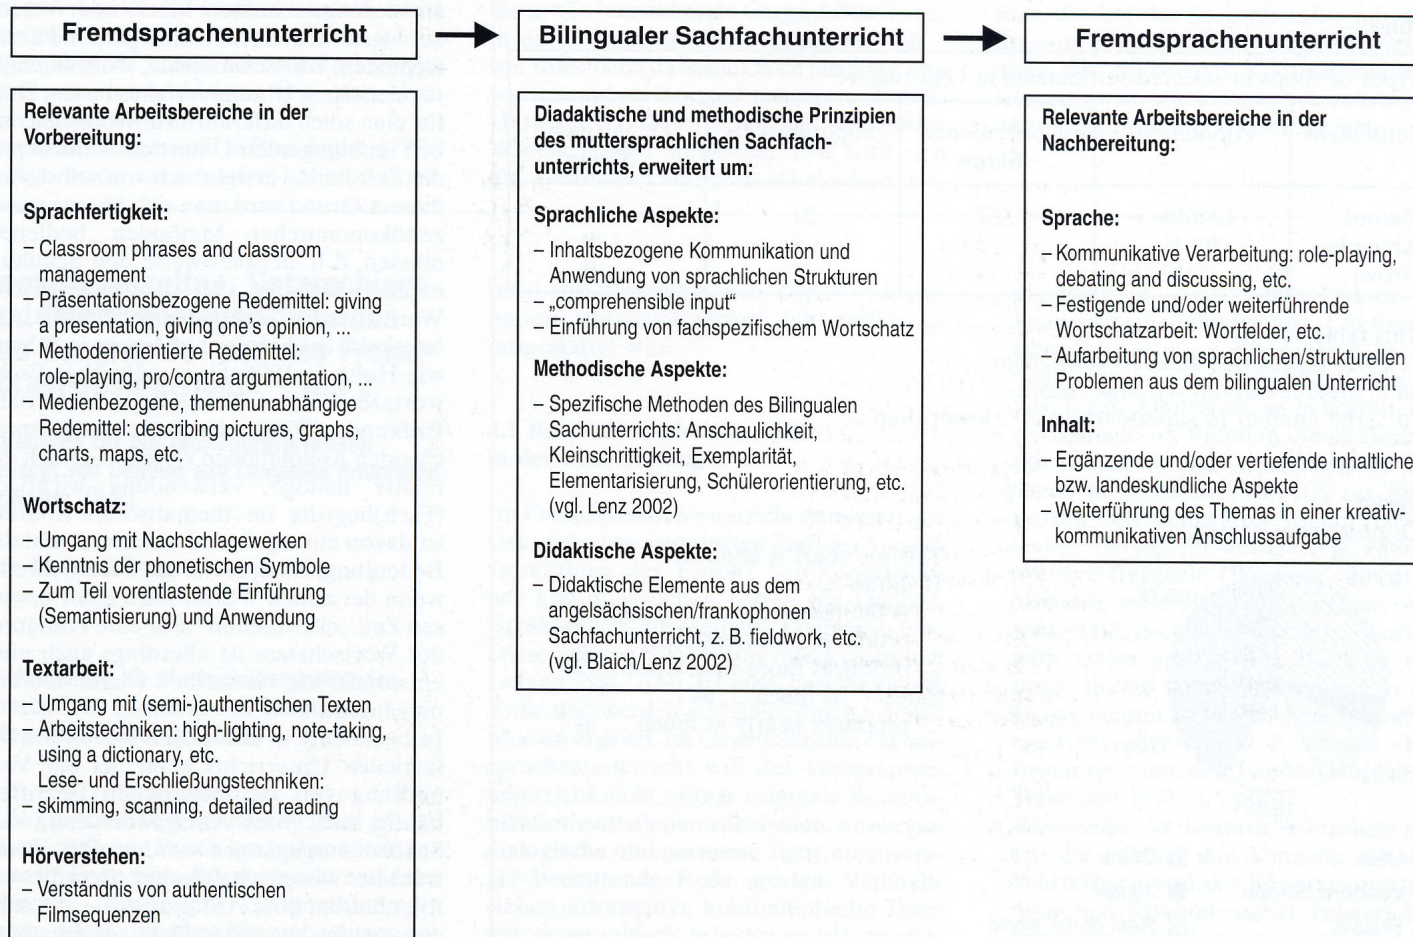 Fremdsprachenunterricht
Bilingualer Sachfachunterricht
Fremdsprachenunterricht
Relevante Arbeitsbereiche in der
Vorbereitung:
Sprachfertigkeit:
– Classroom phrases and classroom
management
– Präsentationsbezogene Redemittel: giving
a presentation, giving one's opinion, ..
– Methodenorientierte Redemittel:
role-playing, pro/contra argumentation, ...
– Medienbezogene, themenunabhängige
Redemittel: describing pictures, graphs,
charts, maps, etc.
Wortschatz:
– Umgang mit Nachschlagewerken
– Kenntnis der phonetischen Symbole
– Zum Teil vorentlastende Einführung
(Semantisierung) und Anwendung
Textarbeit:
– Umgang mit (semi-)authentischen Texten
– Arbeitstechniken: high-lighting, note-taking,
using a dictionary, etc.
Lese- und Erschließungstechniken:
– skimming, scanning, detailed reading
Hörverstehen:
– Verständnis von authentischen
Filmsequenzen
Diadaktische und methodische Prinzipien
des muttersprachlichen Sachfach-
unterrichts, erweitert um:
Sprachliche Aspekte:
– Inhaltsbezogene Kommunikation und
Anwendung von sprachlichen Strukturen
– „comprehensible input“
– Einführung von fachspezifischem Wortschatz
Methodische Aspekte:
– Spezifische Methoden des Bilingualen
Sachunterrichts: Anschaulichkeit,
Kleinschrittigkeit, Exemplarität,
Elementarisierung, Schülerorientierung, etc.
(vgl. Lenz 2002)
Didaktische Aspekte:
– Didaktische Elemente aus dem
angelsächsischen/frankophonen
Sachfachunterricht, z. B. fieldwork, etc.
(vgl. Blaich/Lenz 2002)
Relevante Arbeitsbereiche in der
Nachbereitung:
Sprache:
– Kommunikative Verarbeitung: role-playing,
debating and discussing, etc.
– Festigende und/oder weiterführende
Wortschatzarbeit: Wortfelder, etc.
– Aufarbeitung von sprachlichen/strukturellen
Problemen aus dem bilingualen Unterricht
Inhalt:
– Ergänzende und/oder vertiefende inhaltliche
bzw. landeskundliche Aspekte
– Weiterführung des Themas in einer kreativ-
kommunikativen Anschlussaufgabe